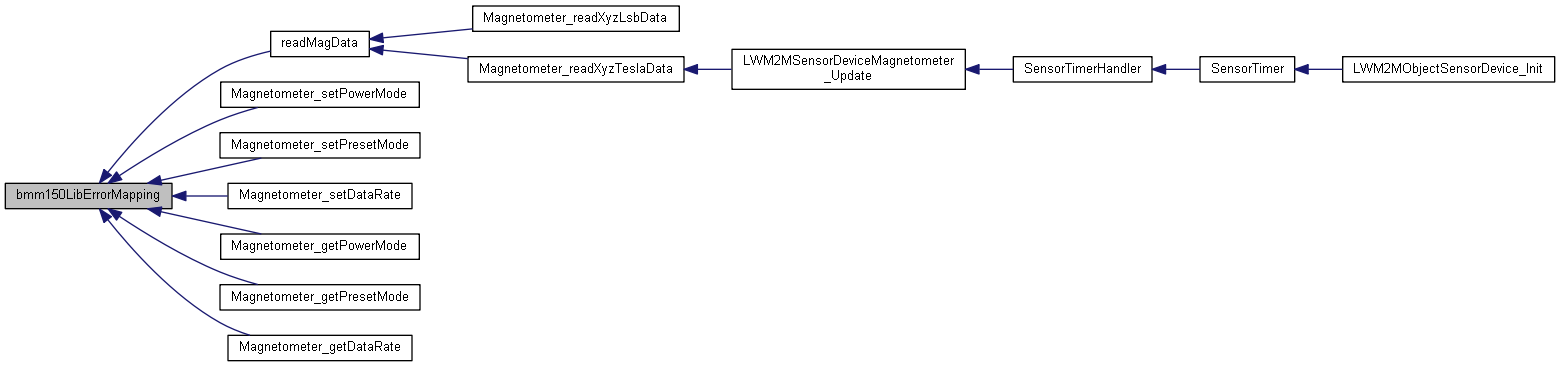 Magnetometer_readXyzLsbData
readMagData
Magnetometer_readXyzTeslaData
LWM2MSensorDeviceMagnetometer
_Update
SensorTimerHandler
SensorTimer
LWM2MObjectSensorDevice_Init
Magnetometer_setPowerMode
Magnetometer_setPresetMode
bmm150LibErrorMapping
Magnetometer_setDataRate
Magnetometer_getPowerMode
Magnetometer_getPresetMode
Magnetometer_getDataRate